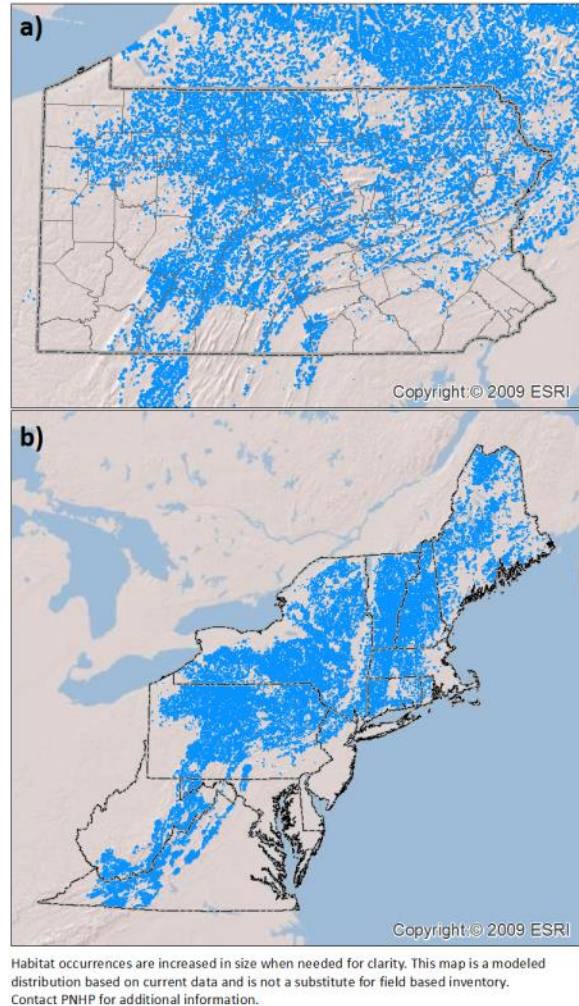 a)
Copyright:© 2009 ESRI
b)
Copyright:© 2009 ESRI
Habitat occurrences are increased in size when needed for clarity. This map is a modeled
distribution based on current data and is not a substitute for field based inventory.
Contact PNHP for additional information.